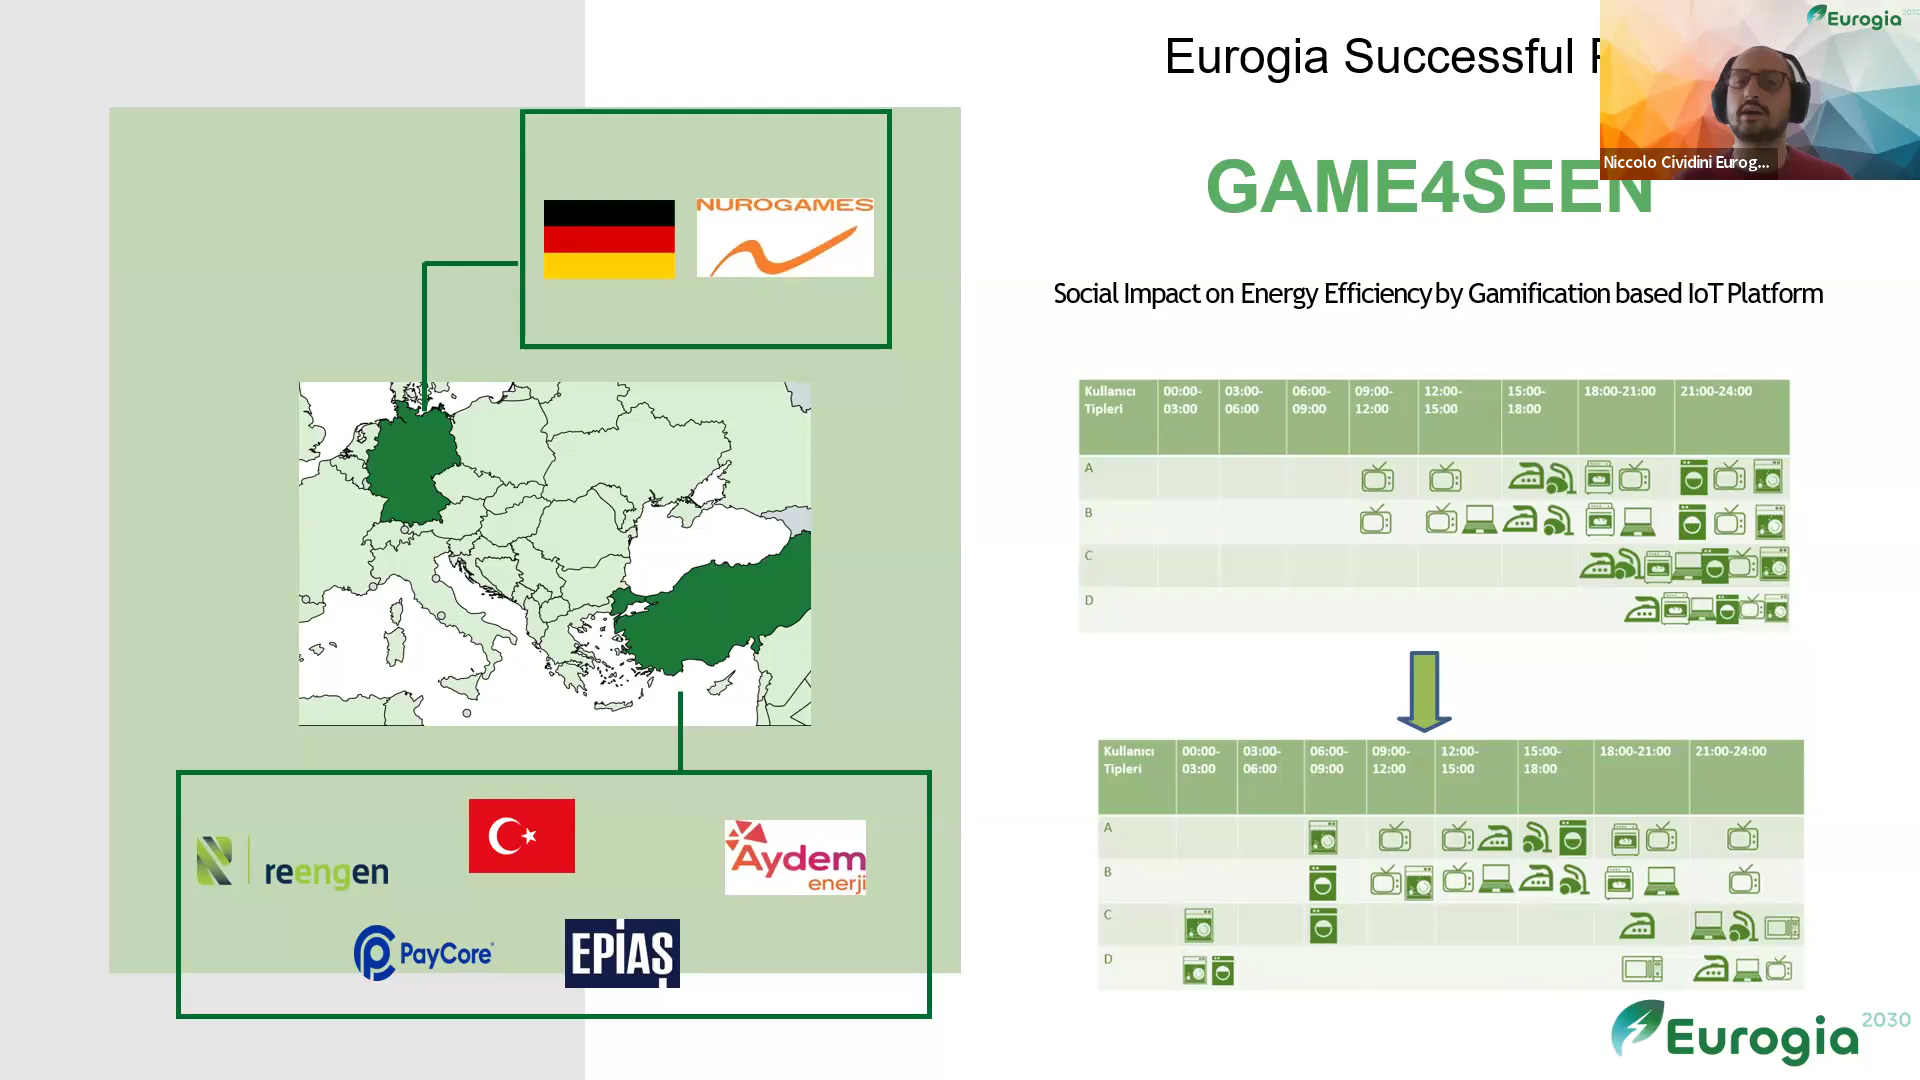 Eurogia Successful
Eurogia 2030
Niccolo Cividini Eurog...
GAME4SEEN
Social Impact on Energy Efficiency by Gamification based IoT Platform
NUROGAMES
reengen
Aydem
enerji
PayCore
EPİAŞ
Kullanıcı Tipleri 00:00-03:00 03:00-06:00 06:00-09:00 09:00-12:00 12:00-15:00 15:00-18:00 18:00-21:00 21:00-24:00
A
B
C
D
Kullanıcı Tipleri 00:00-03:00 03:00-06:00 06:00-09:00 09:00-12:00 12:00-15:00 15:00-18:00 18:00-21:00 21:00-24:00
A
B
C
D
Eurogia 2030